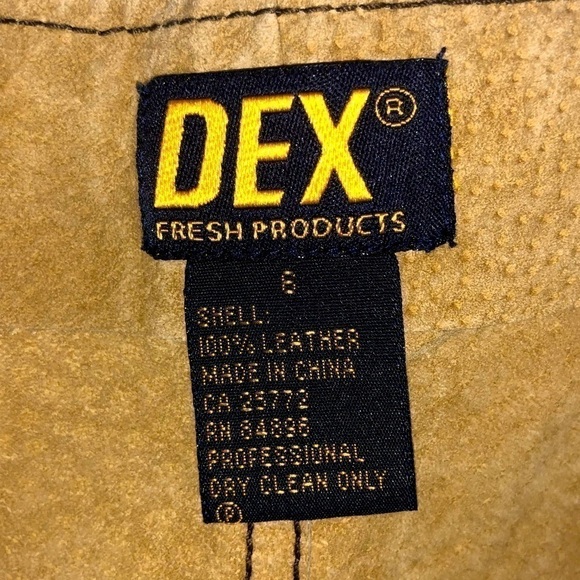 DEX®
FRESH PRODUCTS
6
SHELL:
100% LEATHER
MADE IN CHINA
CA 25772
RN 84896
PROFESSIONAL
DRY CLEAN ONLY
Ⓟ